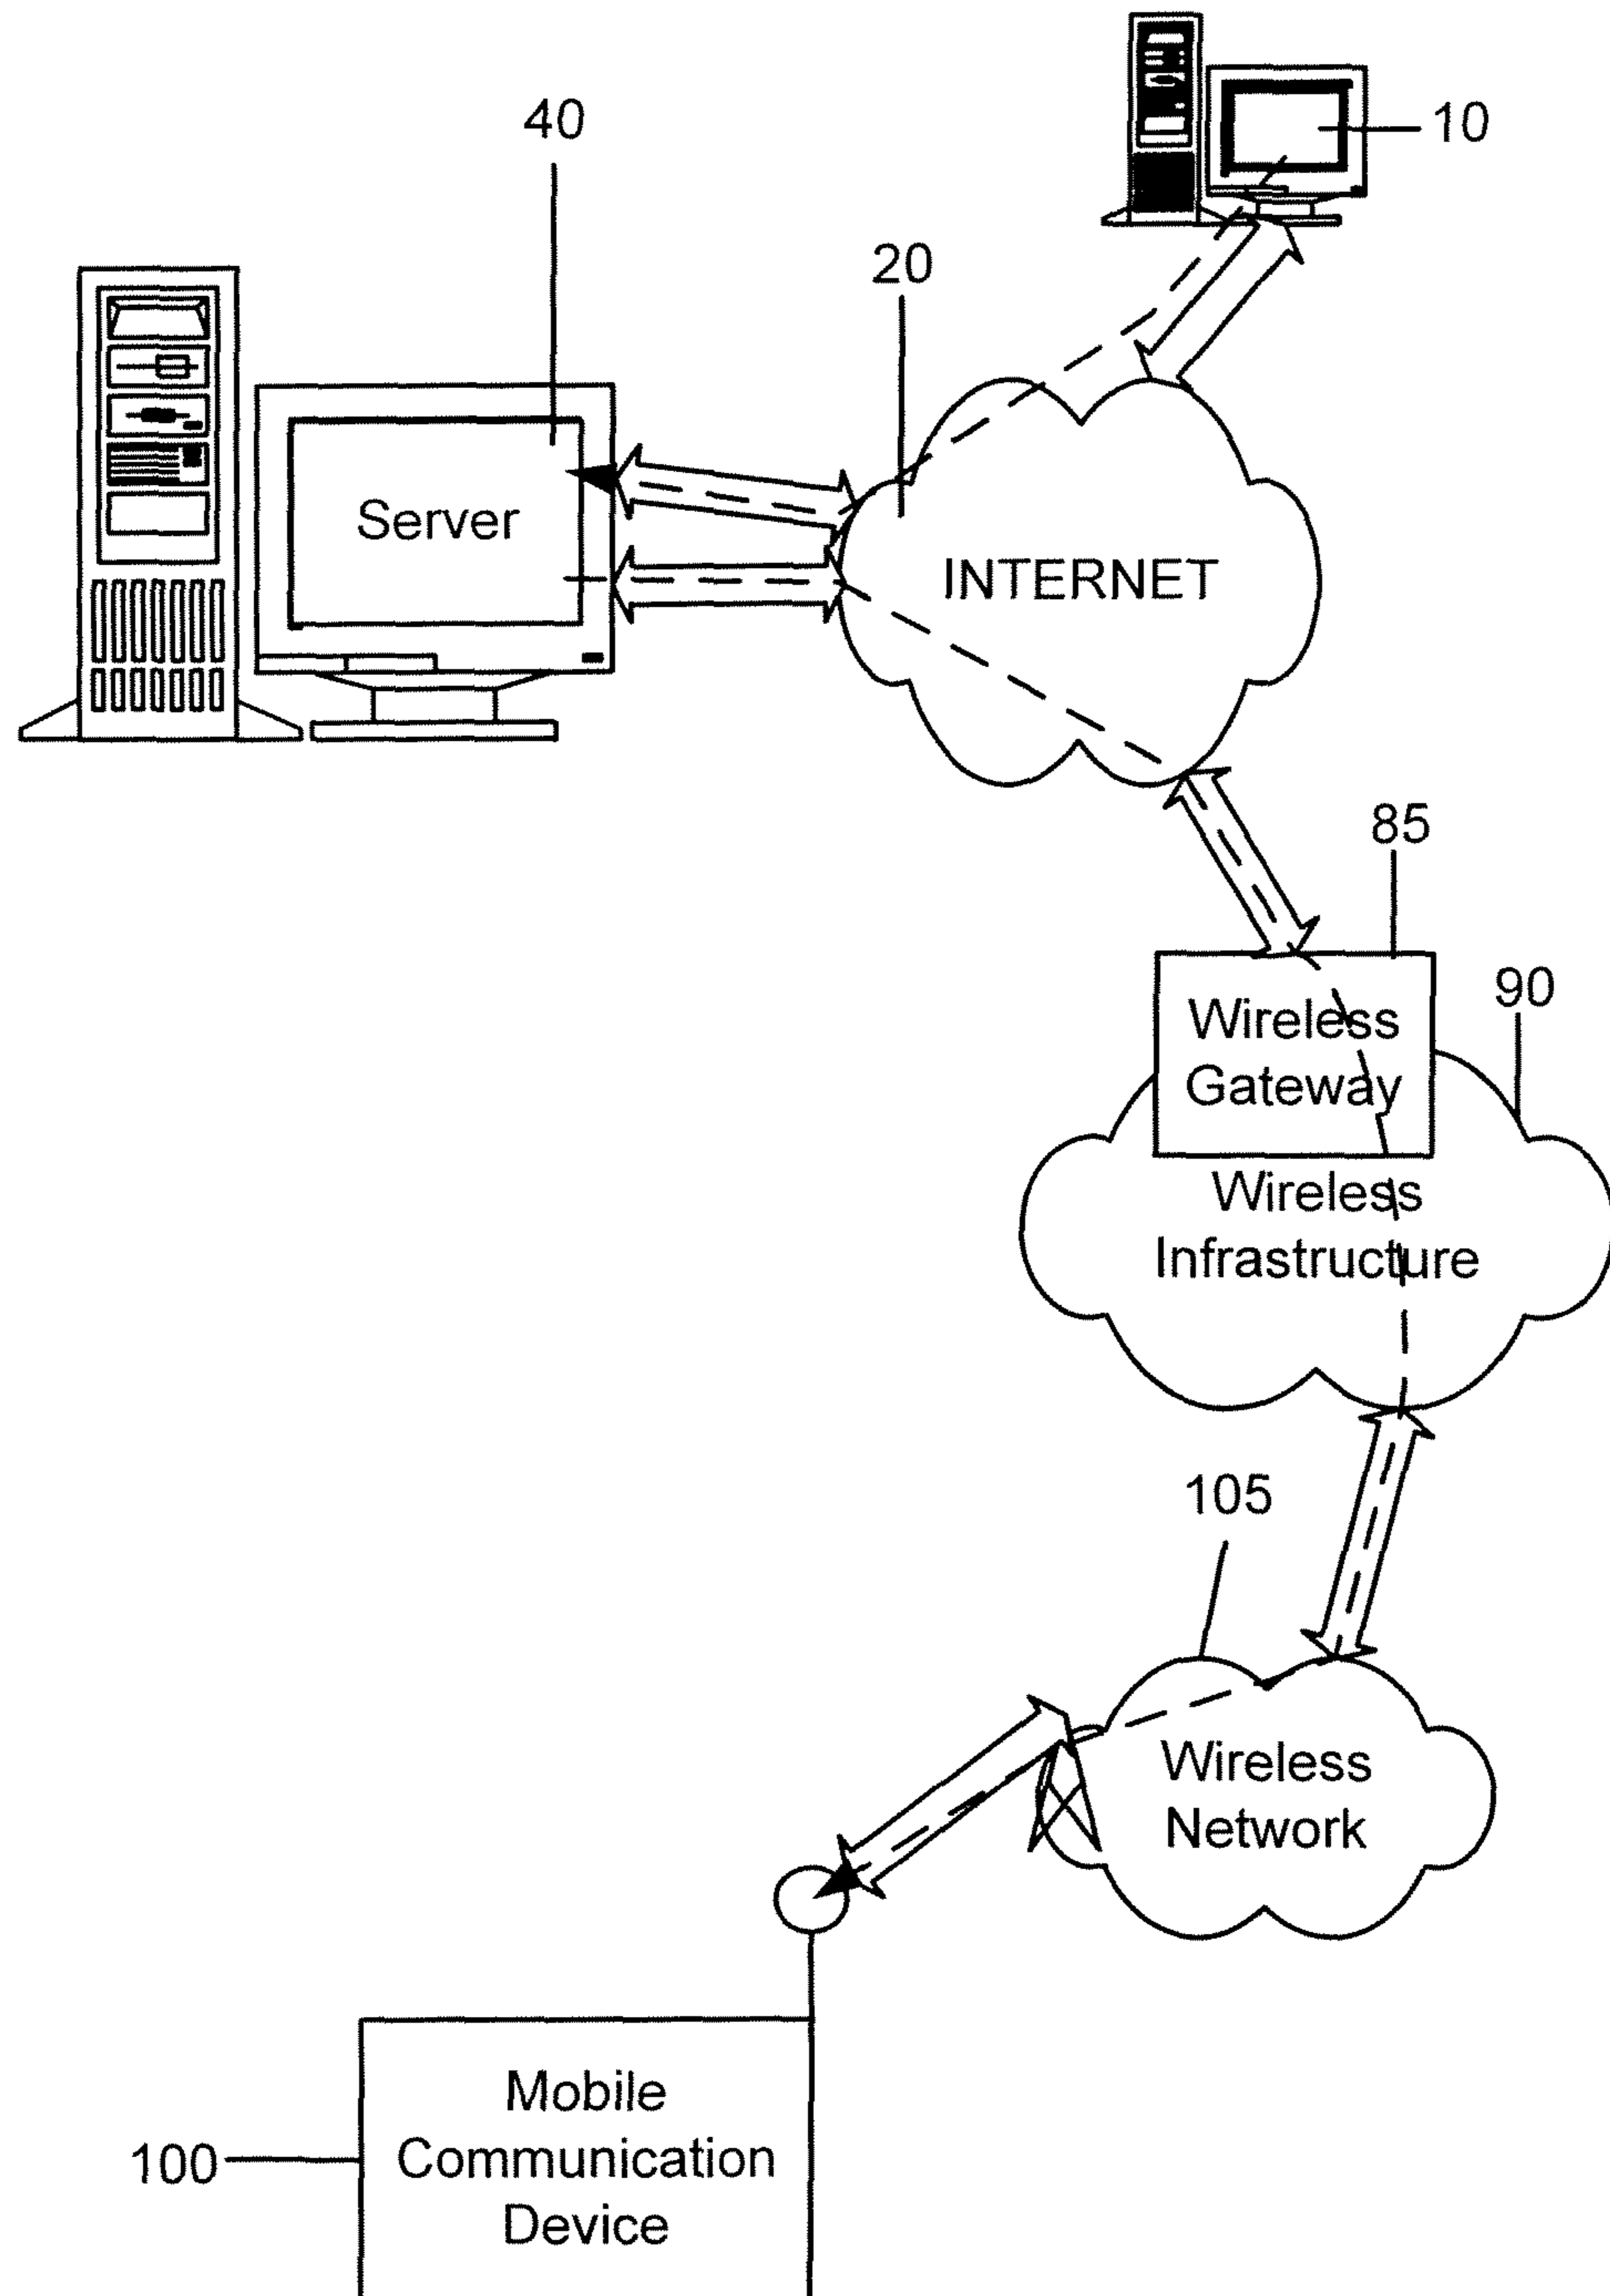 10
40
20
Server
INTERNET
85
90
Wireless
Gateway
Wireless
Infrastructure
105
Wireless
Network
Mobile
Communication
Device
100